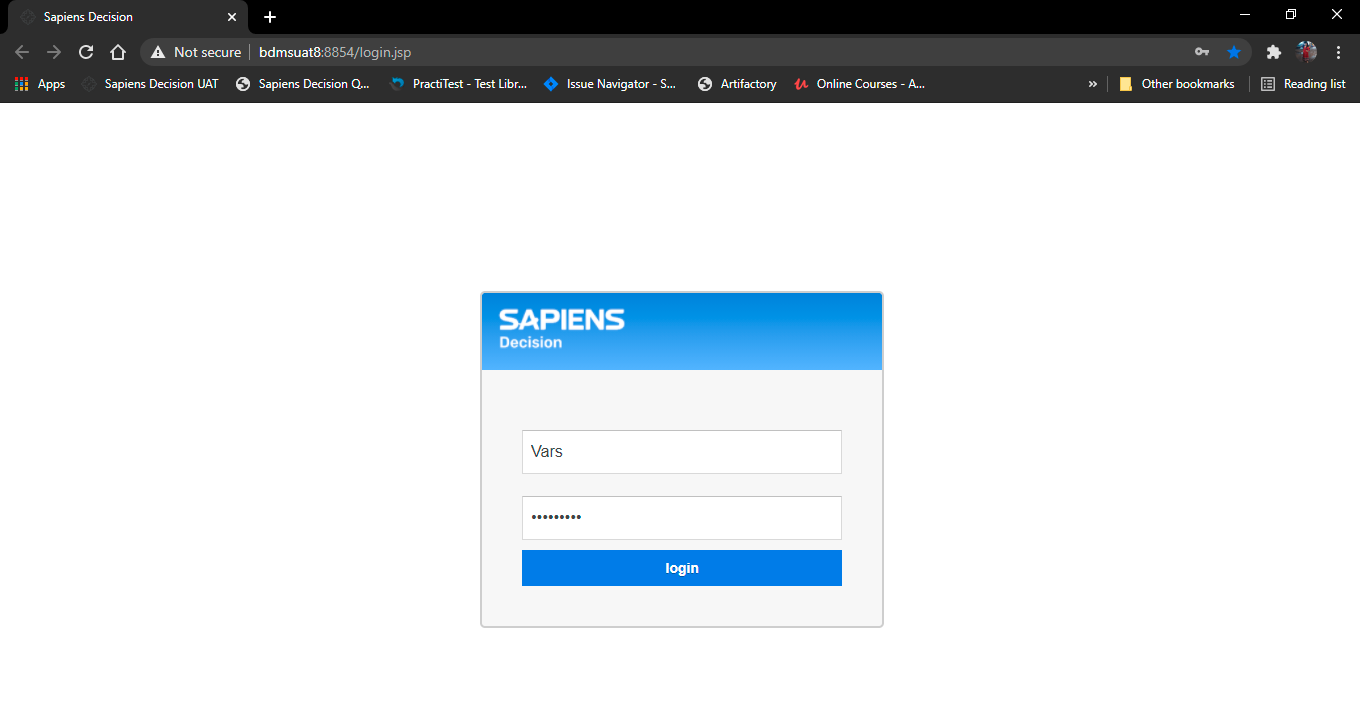 Sapiens Decision
Not secure bdmsuat8:8854/login.jsp
Apps Sapiens Decision UAT Sapiens Decision Q... PractiTest - Test Libr... Issue Navigator - S... Artifactory Online Courses - A... » Other bookmarks Reading list
SAPIENS
Decision
Vars
•••••••••
login